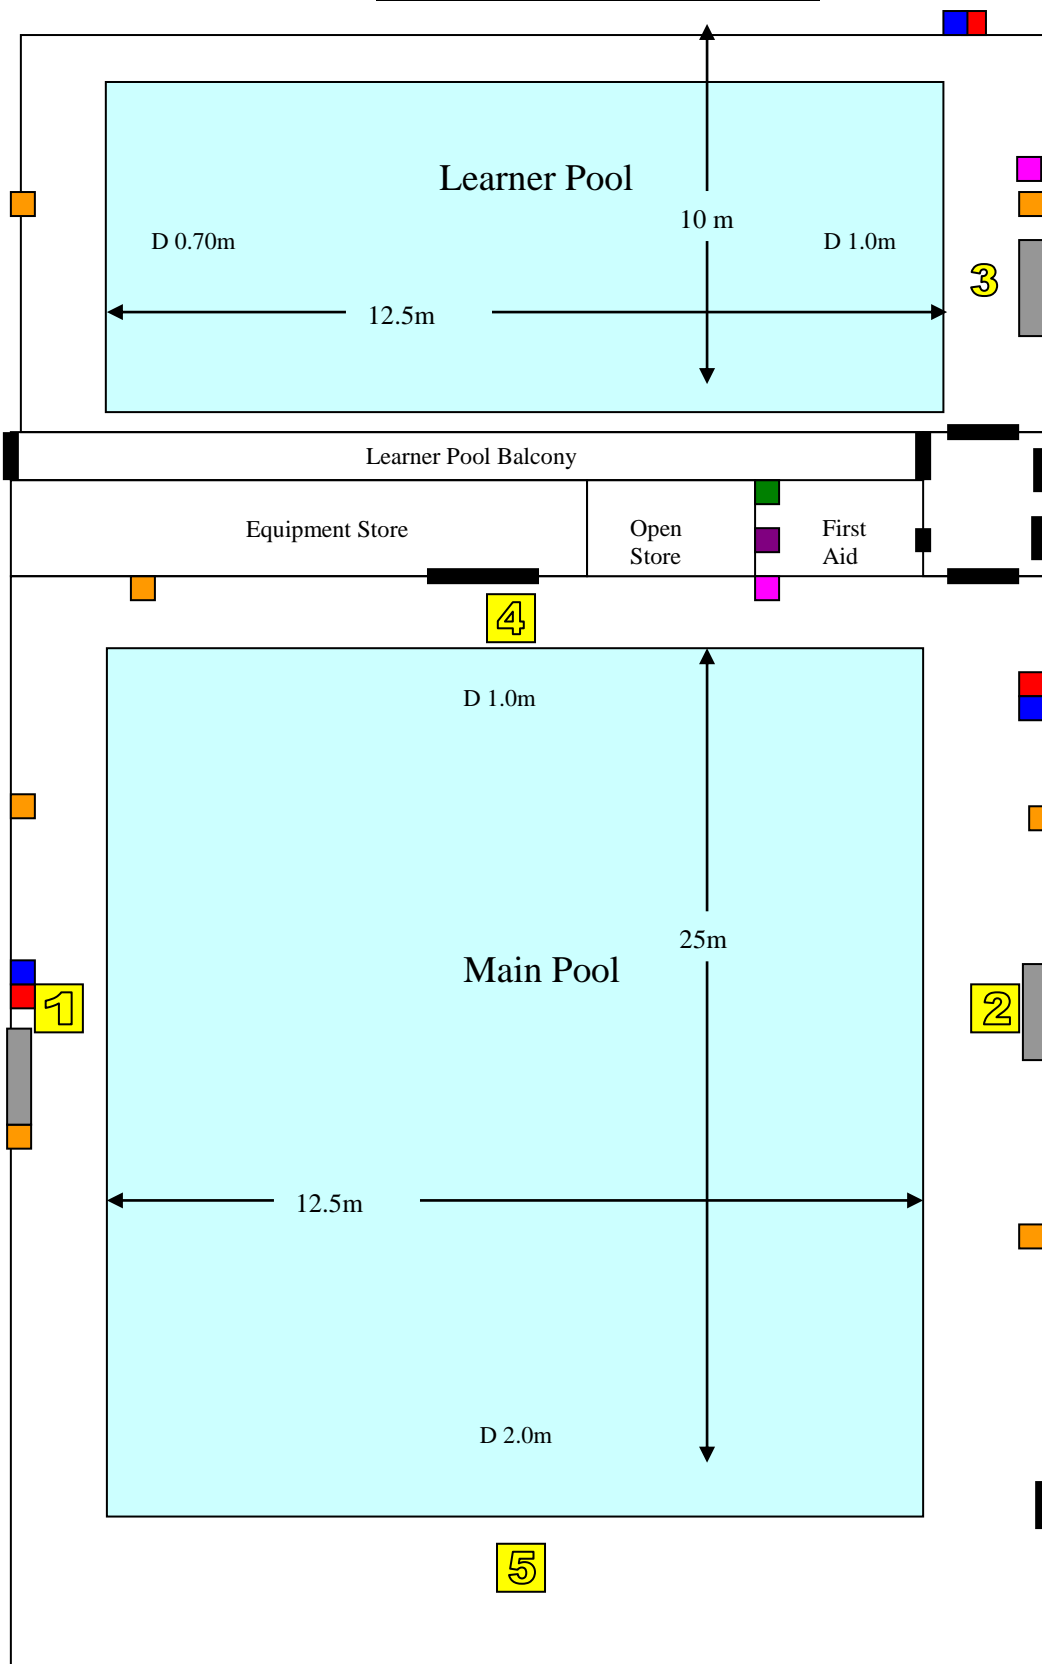 Learner Pool
10 m
D 0.70m
D 1.0m
3
12.5m
Learner Pool Balcony
Equipment Store
Open
Store
First
Aid
4
D 1.0m
25m
Main Pool
1
2
12.5m
D 2.0m
5